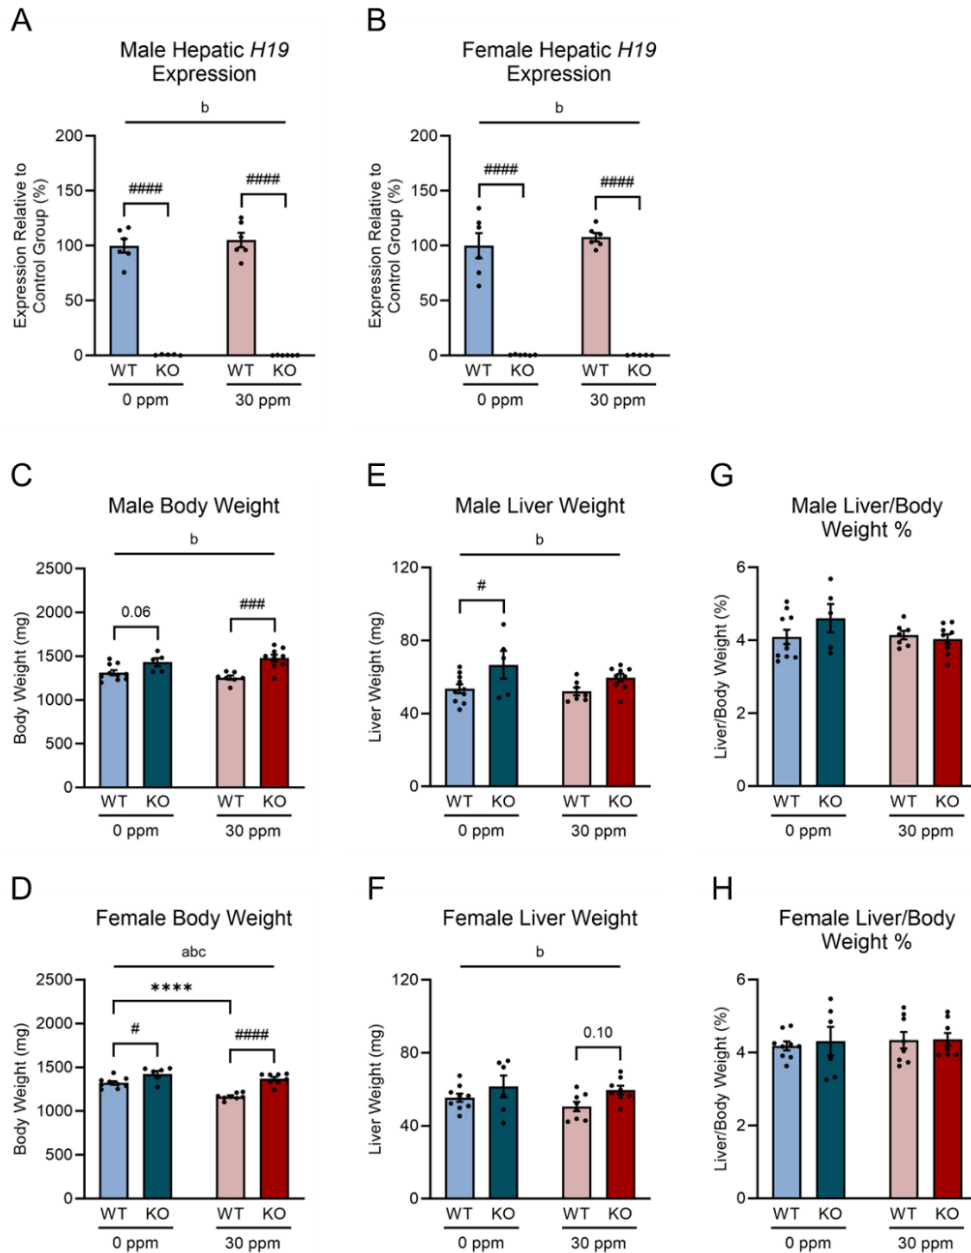 A
Male Hepatic H19
Expression
b
Expression Relative to
Control Group (%)
200
150
100
50
0
####
####
WT
KO
WT
KO
0 ppm
30 ppm
B
Female Hepatic H19
Expression
b
Expression Relative to
Control Group (%)
200
150
100
50
0
####
####
WT
KO
WT
KO
0 ppm
30 ppm
C
Male Body Weight
b
Body Weight (mg)
2500
2000
1500
1000
500
0
0.06
###
WT
KO
WT
KO
0 ppm
30 ppm
E
Male Liver Weight
b
Liver Weight (mg)
120
80
40
0
#
WT
KO
WT
KO
0 ppm
30 ppm
G
Male Liver/Body
Weight %
Liver/Body Weight (%)
6
4
2
0
WT
KO
WT
KO
0 ppm
30 ppm
D
Female Body Weight
abc
Body Weight (mg)
2500
2000
1500
1000
500
0
****
#
####
WT
KO
WT
KO
0 ppm
30 ppm
F
Female Liver Weight
b
Liver Weight (mg)
120
80
40
0
0.10
WT
KO
WT
KO
0 ppm
30 ppm
H
Female Liver/Body
Weight %
Liver/Body Weight (%)
6
4
2
0
WT
KO
WT
KO
0 ppm
30 ppm